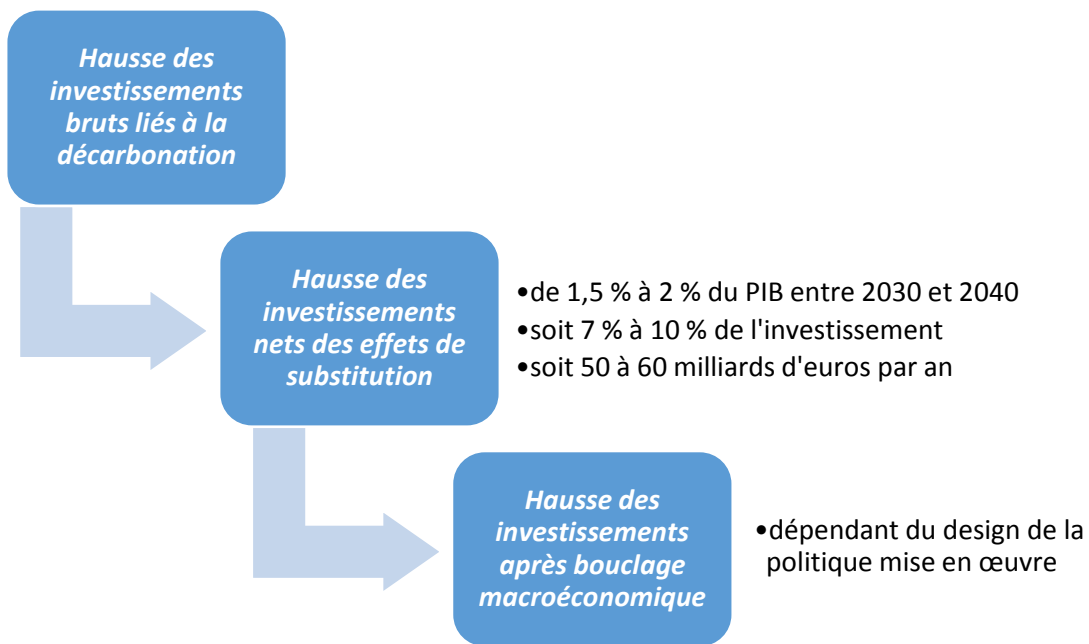 Hausse des
investissements
bruts liés à la
décarbonation
Hausse des
investissements
nets des effets de
substitution
•de 1,5 % à 2 % du PIB entre 2030 et 2040
•soit 7 % à 10 % de l'investissement
•soit 50 à 60 milliards d'euros par an
Hausse des
investissements
après bouclage
macroéconomique
•dépendant du design de la
politique mise en œuvre